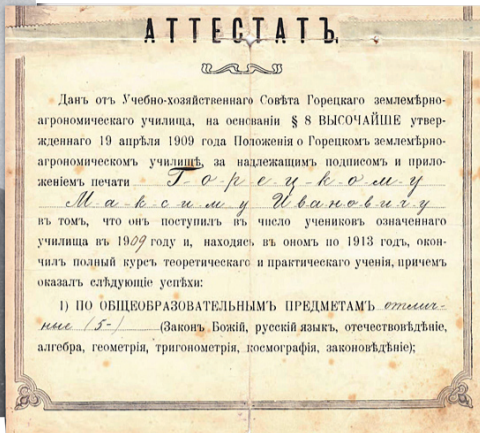 АТТЕСТАТЪ.
Данъ отъ Учебно-хозяйственнаго Совѣта Горецкаго землемѣрно-
агрономическаго училища, на основаніи § 8 ВЫСОЧАЙШЕ утвер-
жденнаго 19 апрѣля 1909 года Положенія о Горецкомъ землемѣрно-
агрономическомъ училищѣ, за надлежащимъ подписомъ и прило-
женіемъ печати Горецкому
Максиму Ивановичу
въ томъ, что онъ поступилъ въ число учениковъ означеннаго
училища въ 1909 году и, находясь въ ономъ по 1913 годъ, окон-
чилъ полный курсъ теоретическаго и практическаго ученія, причемъ
оказалъ слѣдующіе успѣхи:
1) ПО ОБЩЕОБРАЗОВАТЕЛЬНЫМЪ ПРЕДМЕТАМЪ отлич-
ные (5-) (Законъ Божій, русскій языкъ, отечествовѣдѣніе,
алгебра, геометрія, тригонометрія, космографія, законовѣдѣніе);